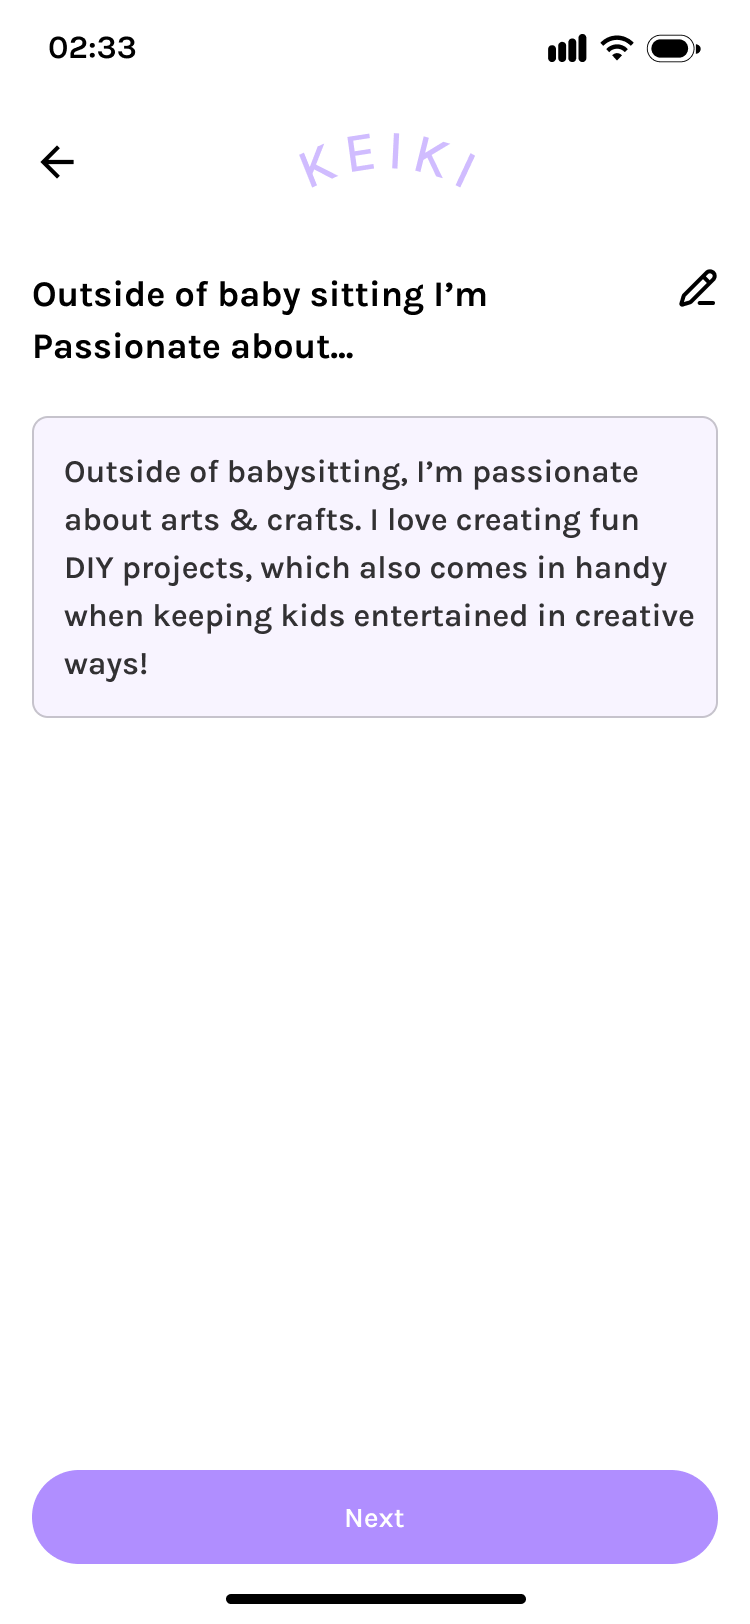 02:33
KEIKI
Outside of baby sitting I’m
Passionate about...
Outside of babysitting, I’m passionate
about arts & crafts. I love creating fun
DIY projects, which also comes in handy
when keeping kids entertained in creative
ways!
Next